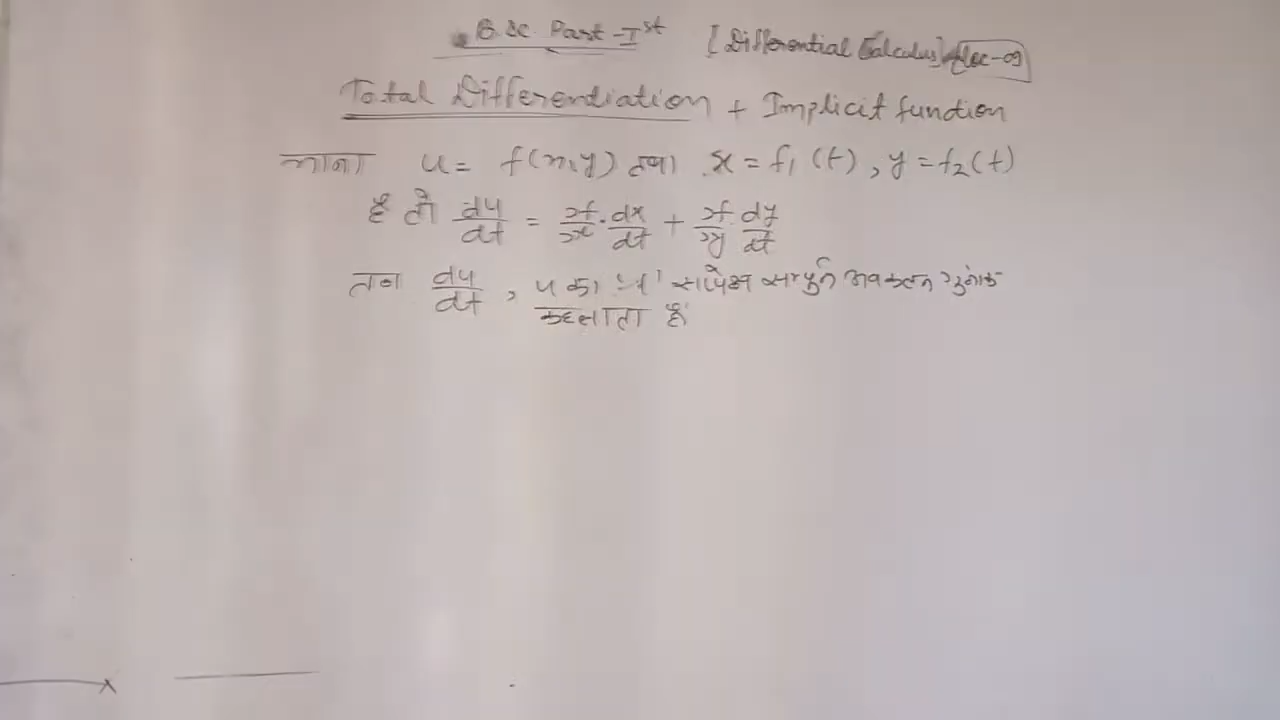 B.Sc. Part-Ist [Differential Calculus] Lec-09
Total Differentiation + Implicit function
माना u = f(x,y) तथा x = f₁(t), y = f₂(t)
है तो du/dt = ∂f/∂x · dx/dt + ∂f/∂y dy/dt
तब du/dt, u का 't' सापेक्ष सम्पूर्ण अवकलन गुणांक
कहलाता है